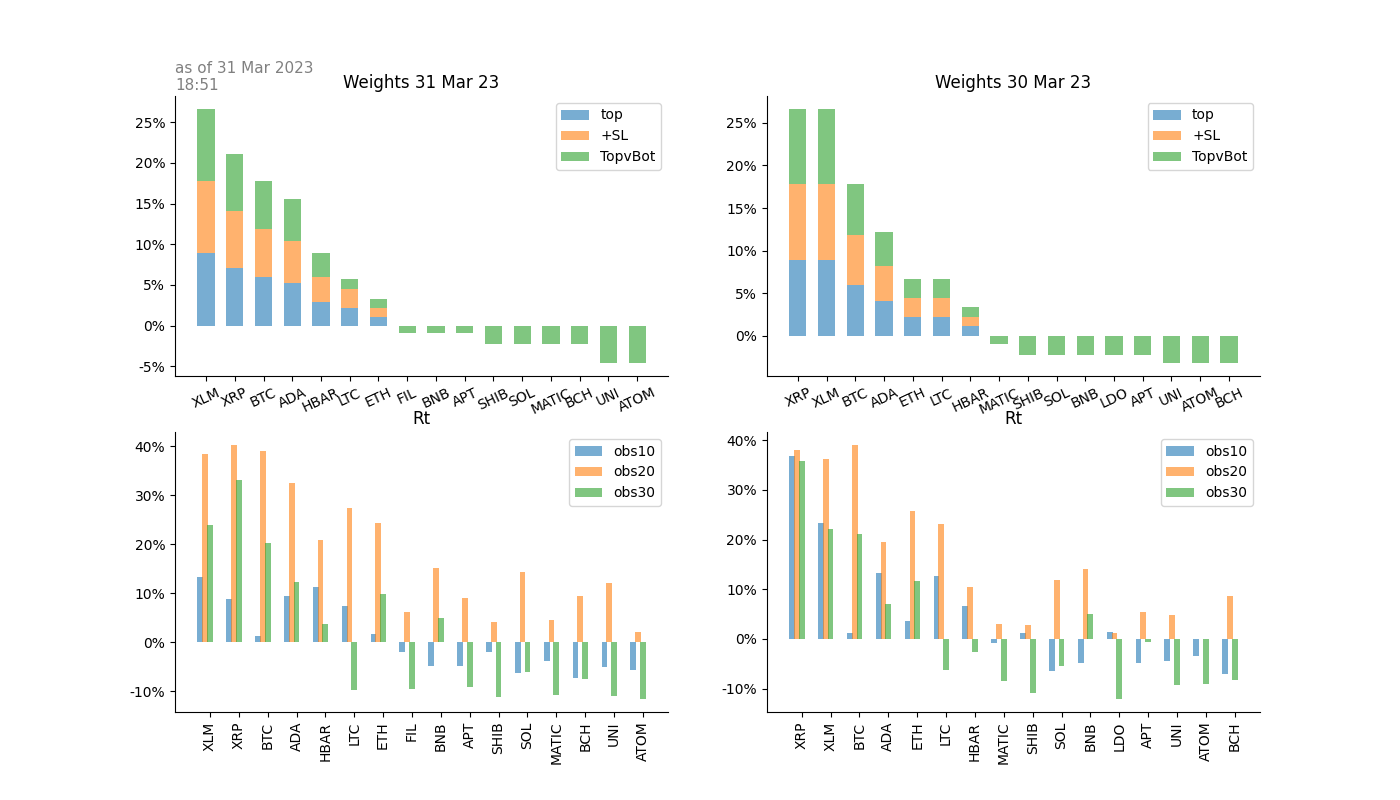 as of 31 Mar 2023
18:51
Weights 31 Mar 23
25%
20%
15%
10%
5%
0%
-5%
top
+SL
TopvBot
XLM XRP BTC ADA HBAR LTC ETH FIL BNB APT SHIB SOL MATIC BCH UNI ATOM
Weights 30 Mar 23
25%
20%
15%
10%
5%
0%
top
+SL
TopvBot
XRP XLM BTC ADA ETH LTC HBAR MATIC SHIB SOL BNB LDO APT UNI ATOM BCH
Rt
40%
30%
20%
10%
0%
-10%
obs10
obs20
obs30
XLM XRP BTC ADA HBAR LTC ETH FIL BNB APT SHIB SOL MATIC BCH UNI ATOM
Rt
40%
30%
20%
10%
0%
-10%
obs10
obs20
obs30
XRP XLM BTC ADA ETH LTC HBAR MATIC SHIB SOL BNB LDO APT UNI ATOM BCH